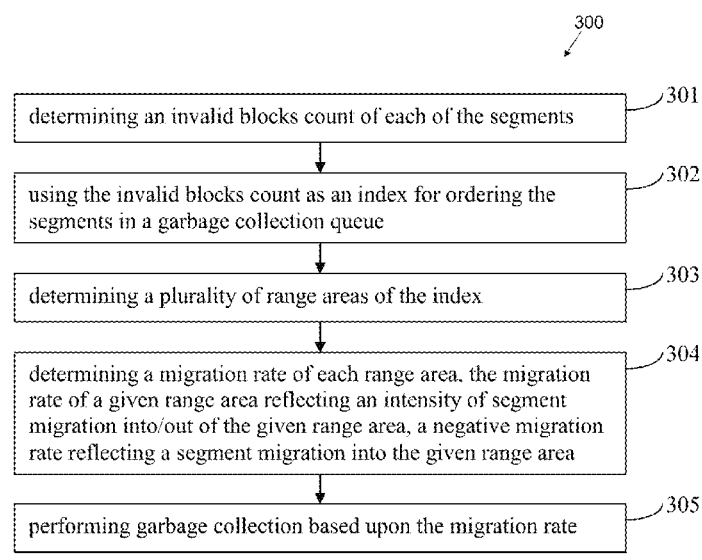 300
301
determining an invalid blocks count of each of the segments
302
using the invalid blocks count as an index for ordering the
segments in a garbage collection queue
303
determining a plurality of range areas of the index
304
determining a migration rate of each range area, the migration
rate of a given range area reflecting an intensity of segment
migration into/out of the given range area, a negative migration
rate reflecting a segment migration into the given range area
305
performing garbage collection based upon the migration rate